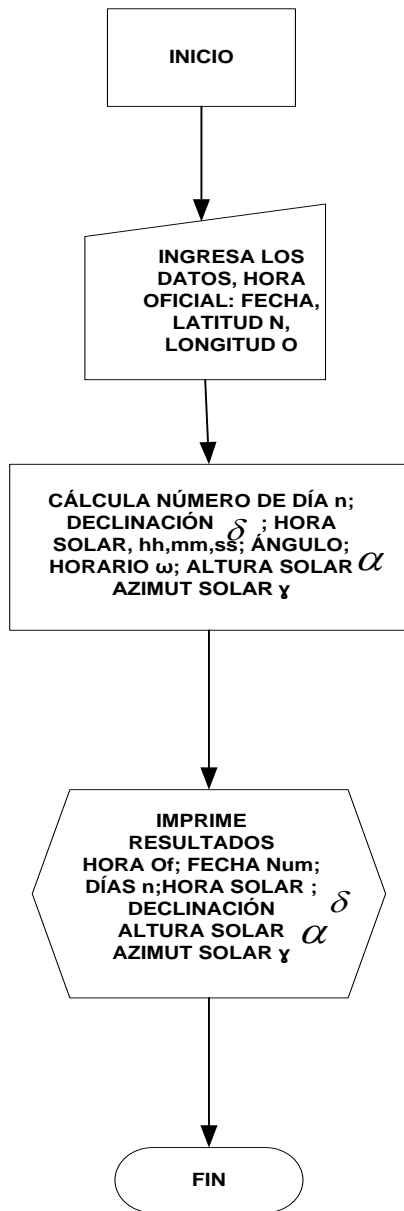 INICIO
INGRESA LOS
DATOS, HORA
OFICIAL: FECHA,
LATITUD N,
LONGITUD O
CÁLCULA NÚMERO DE DÍA n;
DECLINACIÓN δ ; HORA
SOLAR, hh,mm,ss; ÁNGULO;
HORARIO ω; ALTURA SOLAR α
AZIMUT SOLAR ɣ
IMPRIME
RESULTADOS
HORA Of; FECHA Num;
DÍAS n;HORA SOLAR ;
DECLINACIÓN δ
ALTURA SOLAR α
AZIMUT SOLAR ɣ
FIN